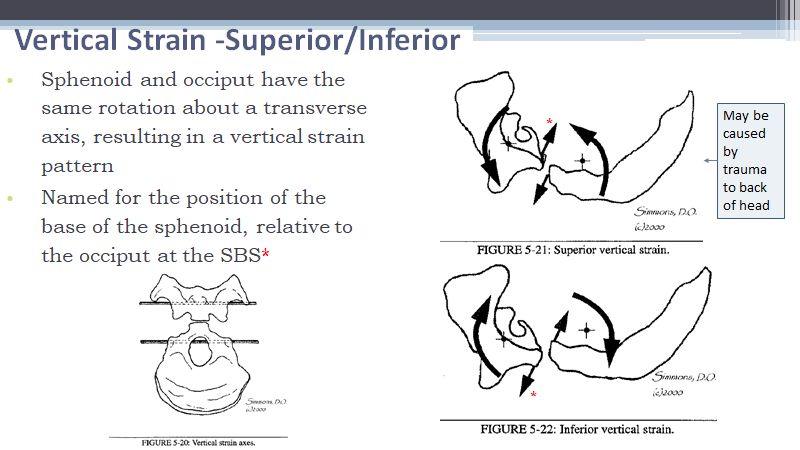 Vertical Strain -Superior/Inferior
• Sphenoid and occiput have the
same rotation about a transverse
axis, resulting in a vertical strain
pattern
• Named for the position of the
base of the sphenoid, relative to
the occiput at the SBS*
Simmons, D.O.
(c)2000
FIGURE 5-20: Vertical strain axes.
*
Simmons, D.O.
(c)2000
FIGURE 5-21: Superior vertical strain.
May be
caused
by
trauma
to back
of head
*
Simmons, D.O.
(c)2000
FIGURE 5-22: Inferior vertical strain.